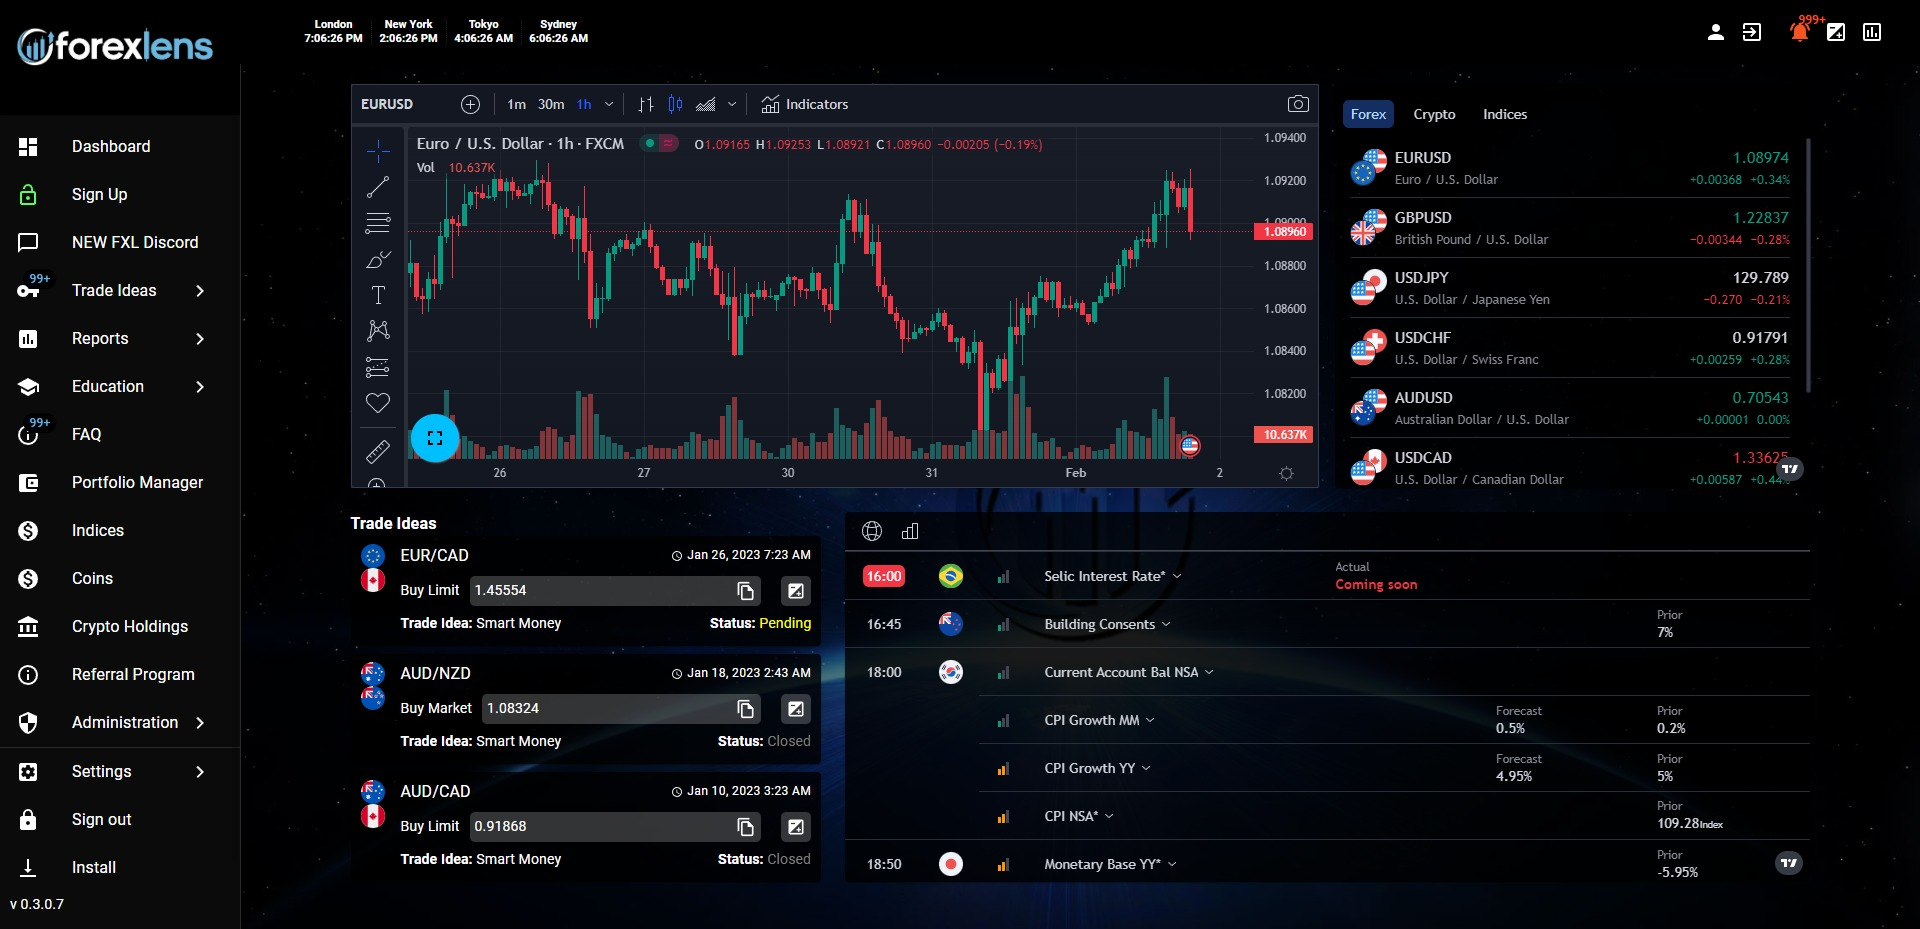 forexlens
London
7:06:26 PM
New York
2:06:26 PM
Tokyo
4:06:26 AM
Sydney
6:06:26 AM
999+
Dashboard
Sign Up
NEW FXL Discord
99+
Trade Ideas
Reports
Education
99+
FAQ
Portfolio Manager
Indices
Coins
Crypto Holdings
Referral Program
Administration
Settings
Sign out
Install
v 0.3.0.7
EURUSD 1m 30m 1h Indicators
Euro / U.S. Dollar · 1h · FXCM O1.09165 H1.09253 L1.08921 C1.08960 −0.00205 (−0.19%)
Vol 10.637K
1.09400
1.09200
1.09000
1.08960
1.08800
1.08600
1.08400
1.08200
10.637K
26 27 30 31 Feb 2
Forex Crypto Indices
EURUSD 1.08974
Euro / U.S. Dollar +0.00368 +0.34%
GBPUSD 1.22837
British Pound / U.S. Dollar −0.00344 −0.28%
USDJPY 129.789
U.S. Dollar / Japanese Yen −0.270 −0.21%
USDCHF 0.91791
U.S. Dollar / Swiss Franc +0.00259 +0.28%
AUDUSD 0.70543
Australian Dollar / U.S. Dollar +0.00001 0.00%
USDCAD 1.33625
U.S. Dollar / Canadian Dollar +0.00587 +0.44%
Trade Ideas
EUR/CAD Jan 26, 2023 7:23 AM
Buy Limit 1.45554
Trade Idea: Smart Money Status: Pending
AUD/NZD Jan 18, 2023 2:43 AM
Buy Market 1.08324
Trade Idea: Smart Money Status: Closed
AUD/CAD Jan 10, 2023 3:23 AM
Buy Limit 0.91868
Trade Idea: Smart Money Status: Closed
Actual
16:00 Selic Interest Rate* Coming soon
Prior
16:45 Building Consents 7%
18:00 Current Account Bal NSA
Forecast Prior
CPI Growth MM 0.5% 0.2%
Forecast Prior
CPI Growth YY 4.95% 5%
Prior
CPI NSA* 109.28Index
Prior
18:50 Monetary Base YY* -5.95%